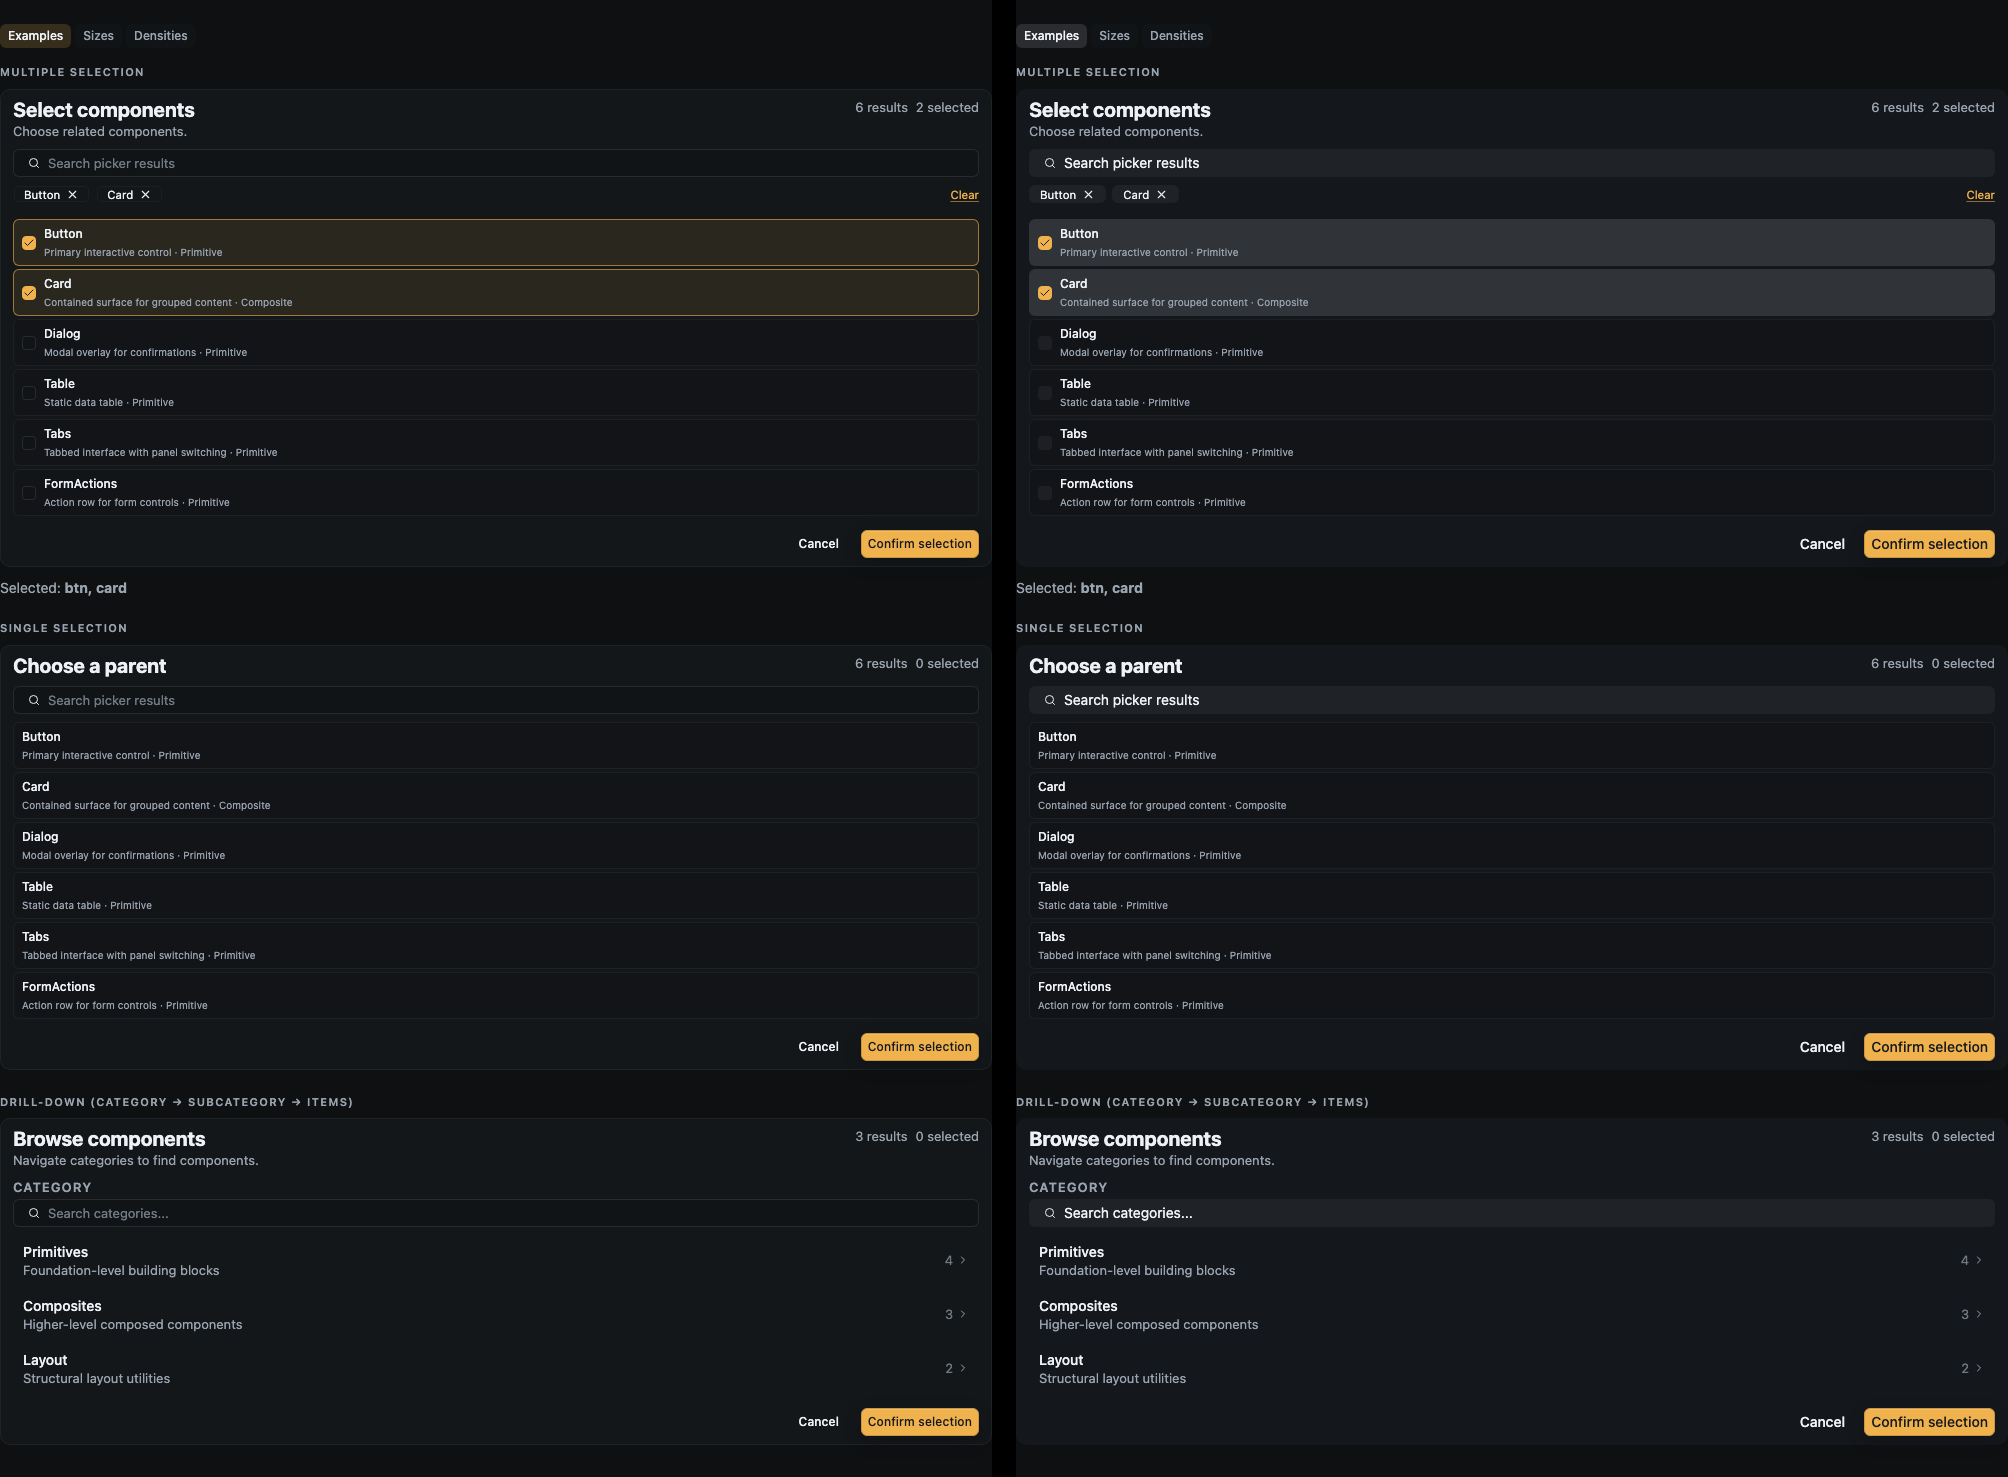 Examples Sizes Densities
MULTIPLE SELECTION
Select components 6 results 2 selected
Choose related components.
Search picker results
Button Card Clear
Button
Primary interactive control · Primitive
Card
Contained surface for grouped content · Composite
Dialog
Modal overlay for confirmations · Primitive
Table
Static data table · Primitive
Tabs
Tabbed interface with panel switching · Primitive
FormActions
Action row for form controls · Primitive
Cancel Confirm selection
Selected: btn, card
SINGLE SELECTION
Choose a parent 6 results 0 selected
Search picker results
Button
Primary interactive control · Primitive
Card
Contained surface for grouped content · Composite
Dialog
Modal overlay for confirmations · Primitive
Table
Static data table · Primitive
Tabs
Tabbed interface with panel switching · Primitive
FormActions
Action row for form controls · Primitive
Cancel Confirm selection
DRILL-DOWN (CATEGORY → SUBCATEGORY → ITEMS)
Browse components 3 results 0 selected
Navigate categories to find components.
CATEGORY
Search categories...
Primitives
Foundation-level building blocks 4
Composites
Higher-level composed components 3
Layout
Structural layout utilities 2
Cancel Confirm selection
Examples Sizes Densities
MULTIPLE SELECTION
Select components 6 results 2 selected
Choose related components.
Search picker results
Button Card Clear
Button
Primary interactive control · Primitive
Card
Contained surface for grouped content · Composite
Dialog
Modal overlay for confirmations · Primitive
Table
Static data table · Primitive
Tabs
Tabbed interface with panel switching · Primitive
FormActions
Action row for form controls · Primitive
Cancel Confirm selection
Selected: btn, card
SINGLE SELECTION
Choose a parent 6 results 0 selected
Search picker results
Button
Primary interactive control · Primitive
Card
Contained surface for grouped content · Composite
Dialog
Modal overlay for confirmations · Primitive
Table
Static data table · Primitive
Tabs
Tabbed interface with panel switching · Primitive
FormActions
Action row for form controls · Primitive
Cancel Confirm selection
DRILL-DOWN (CATEGORY → SUBCATEGORY → ITEMS)
Browse components 3 results 0 selected
Navigate categories to find components.
CATEGORY
Search categories...
Primitives
Foundation-level building blocks 4
Composites
Higher-level composed components 3
Layout
Structural layout utilities 2
Cancel Confirm selection